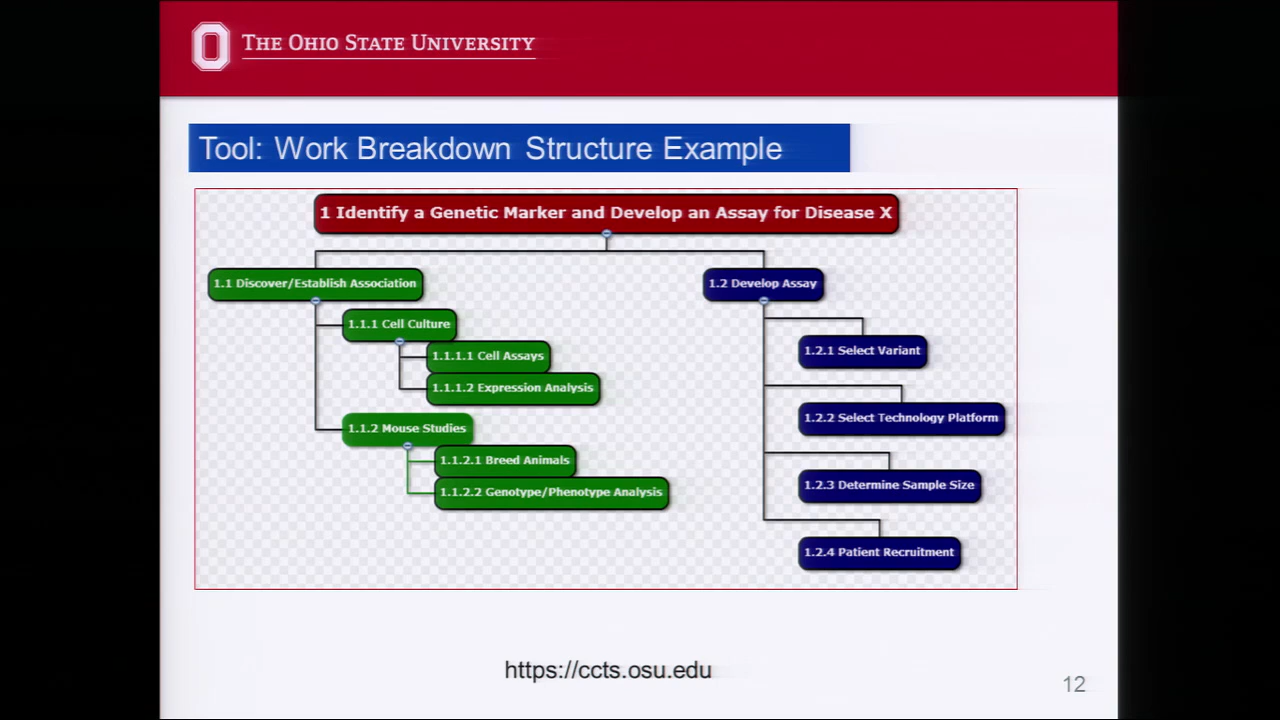 THE OHIO STATE UNIVERSITY
Tool: Work Breakdown Structure Example
1 Identify a Genetic Marker and Develop an Assay for Disease X
1.1 Discover/Establish Association
1.1.1 Cell Culture
1.1.1.1 Cell Assays
1.1.1.2 Expression Analysis
1.1.2 Mouse Studies
1.1.2.1 Breed Animals
1.1.2.2 Genotype/Phenotype Analysis
1.2 Develop Assay
1.2.1 Select Variant
1.2.2 Select Technology Platform
1.2.3 Determine Sample Size
1.2.4 Patient Recruitment
https://ccts.osu.edu
12